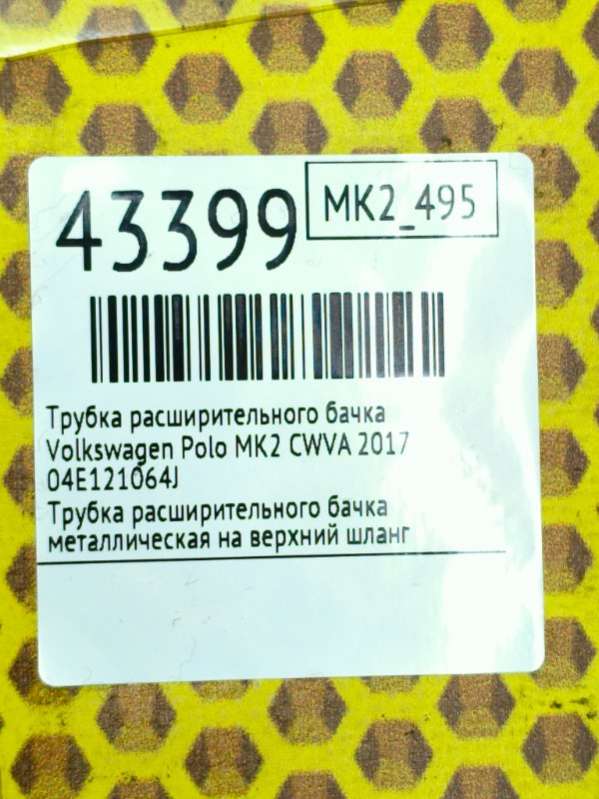 43399
MK2_495
Трубка расширительного бачка
Volkswagen Polo MK2 CWVA 2017
04E121064J
Трубка расширительного бачка
металлическая на верхний шланг